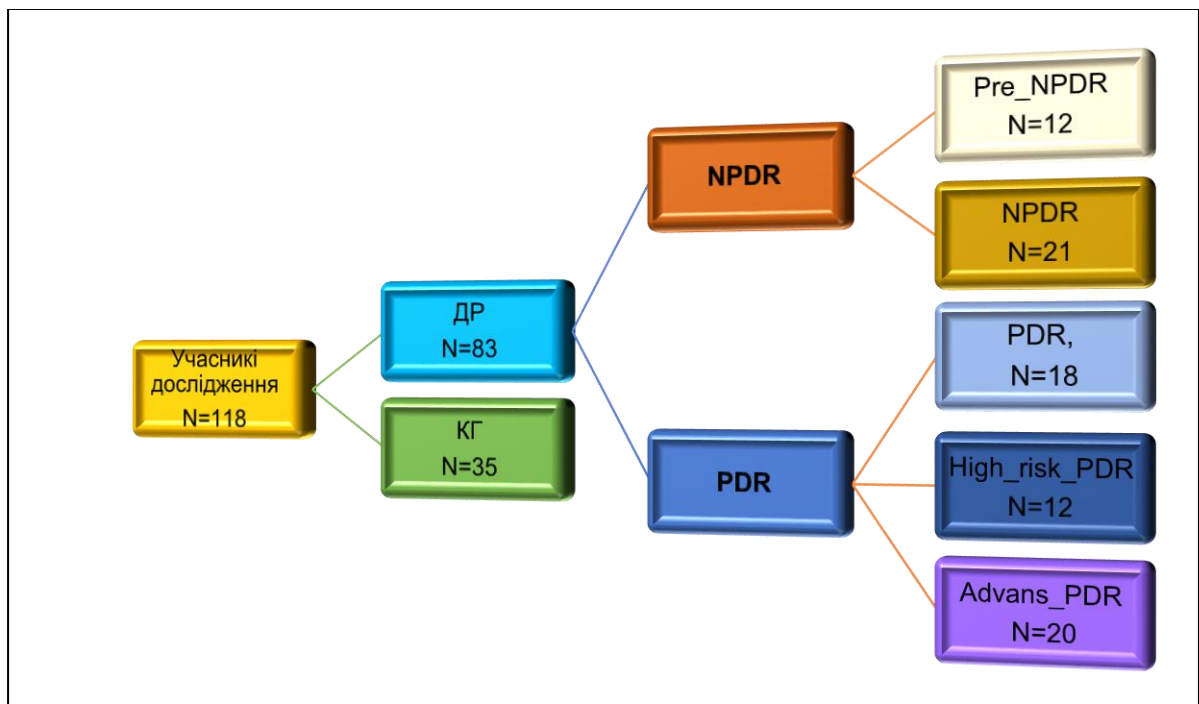 Учасникі
дослідження
N=118
ДР
N=83
КГ
N=35
NPDR
PDR
Pre_NPDR
N=12
NPDR
N=21
PDR,
N=18
High_risk_PDR
N=12
Advans_PDR
N=20